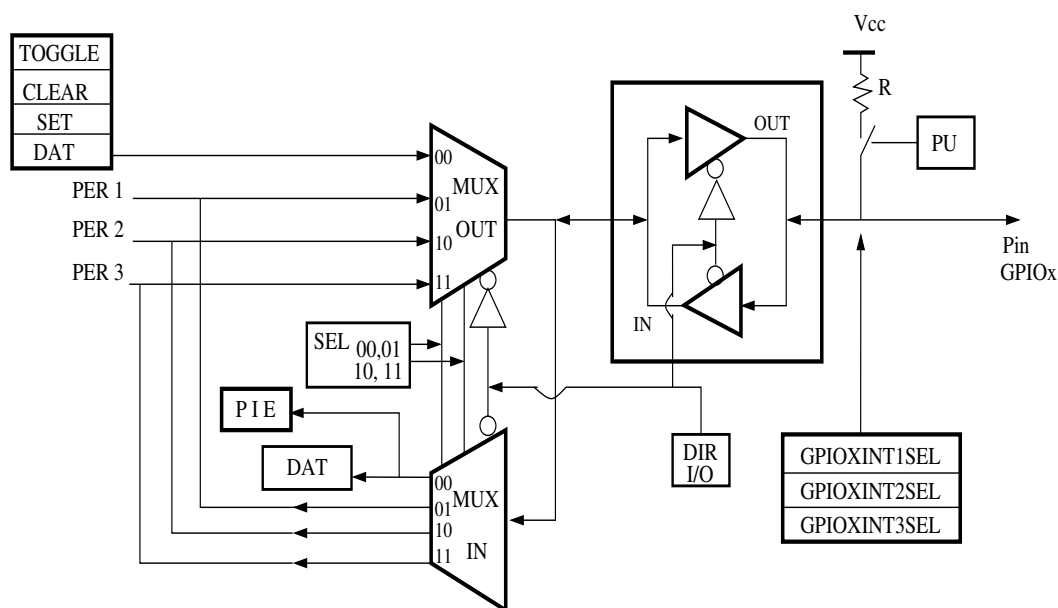 Vcc
TOGGLE
CLEAR
SET
DAT
R
PU
OUT
IN
Pin
GPIOx
PER 1
PER 2
PER 3
00
01
10
11
MUX
OUT
SEL
00,01
10, 11
PIE
DAT
00
01
10
11
MUX
IN
DIR
I/O
GPIOXINT1SEL
GPIOXINT2SEL
GPIOXINT3SEL